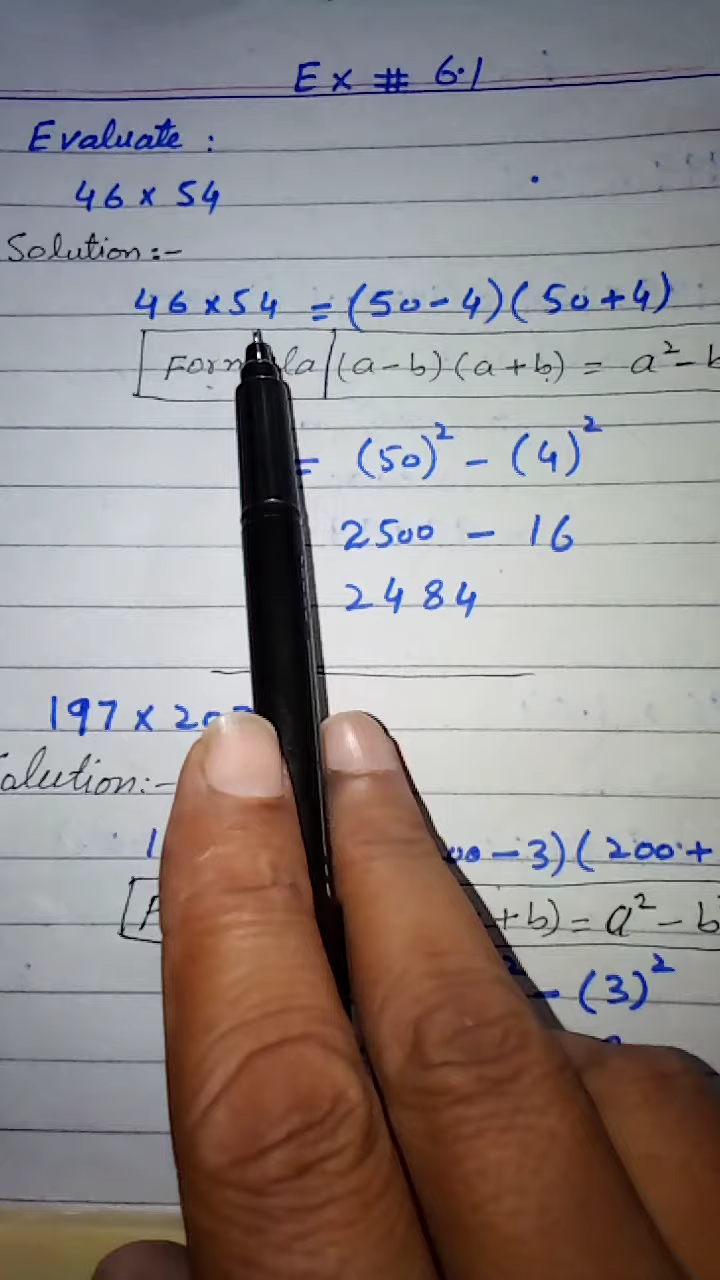 Ex # 6.1
Evaluate :
46 × 54
Solution :-
46 × 54 = (50 - 4) (50 + 4)
(a - b) (a + b) = a² - b
= (50)² - (4)²
2500 - 16
2484
197 ×
:-
- 3) (200 +
+ b) = a² - b
- (3)²